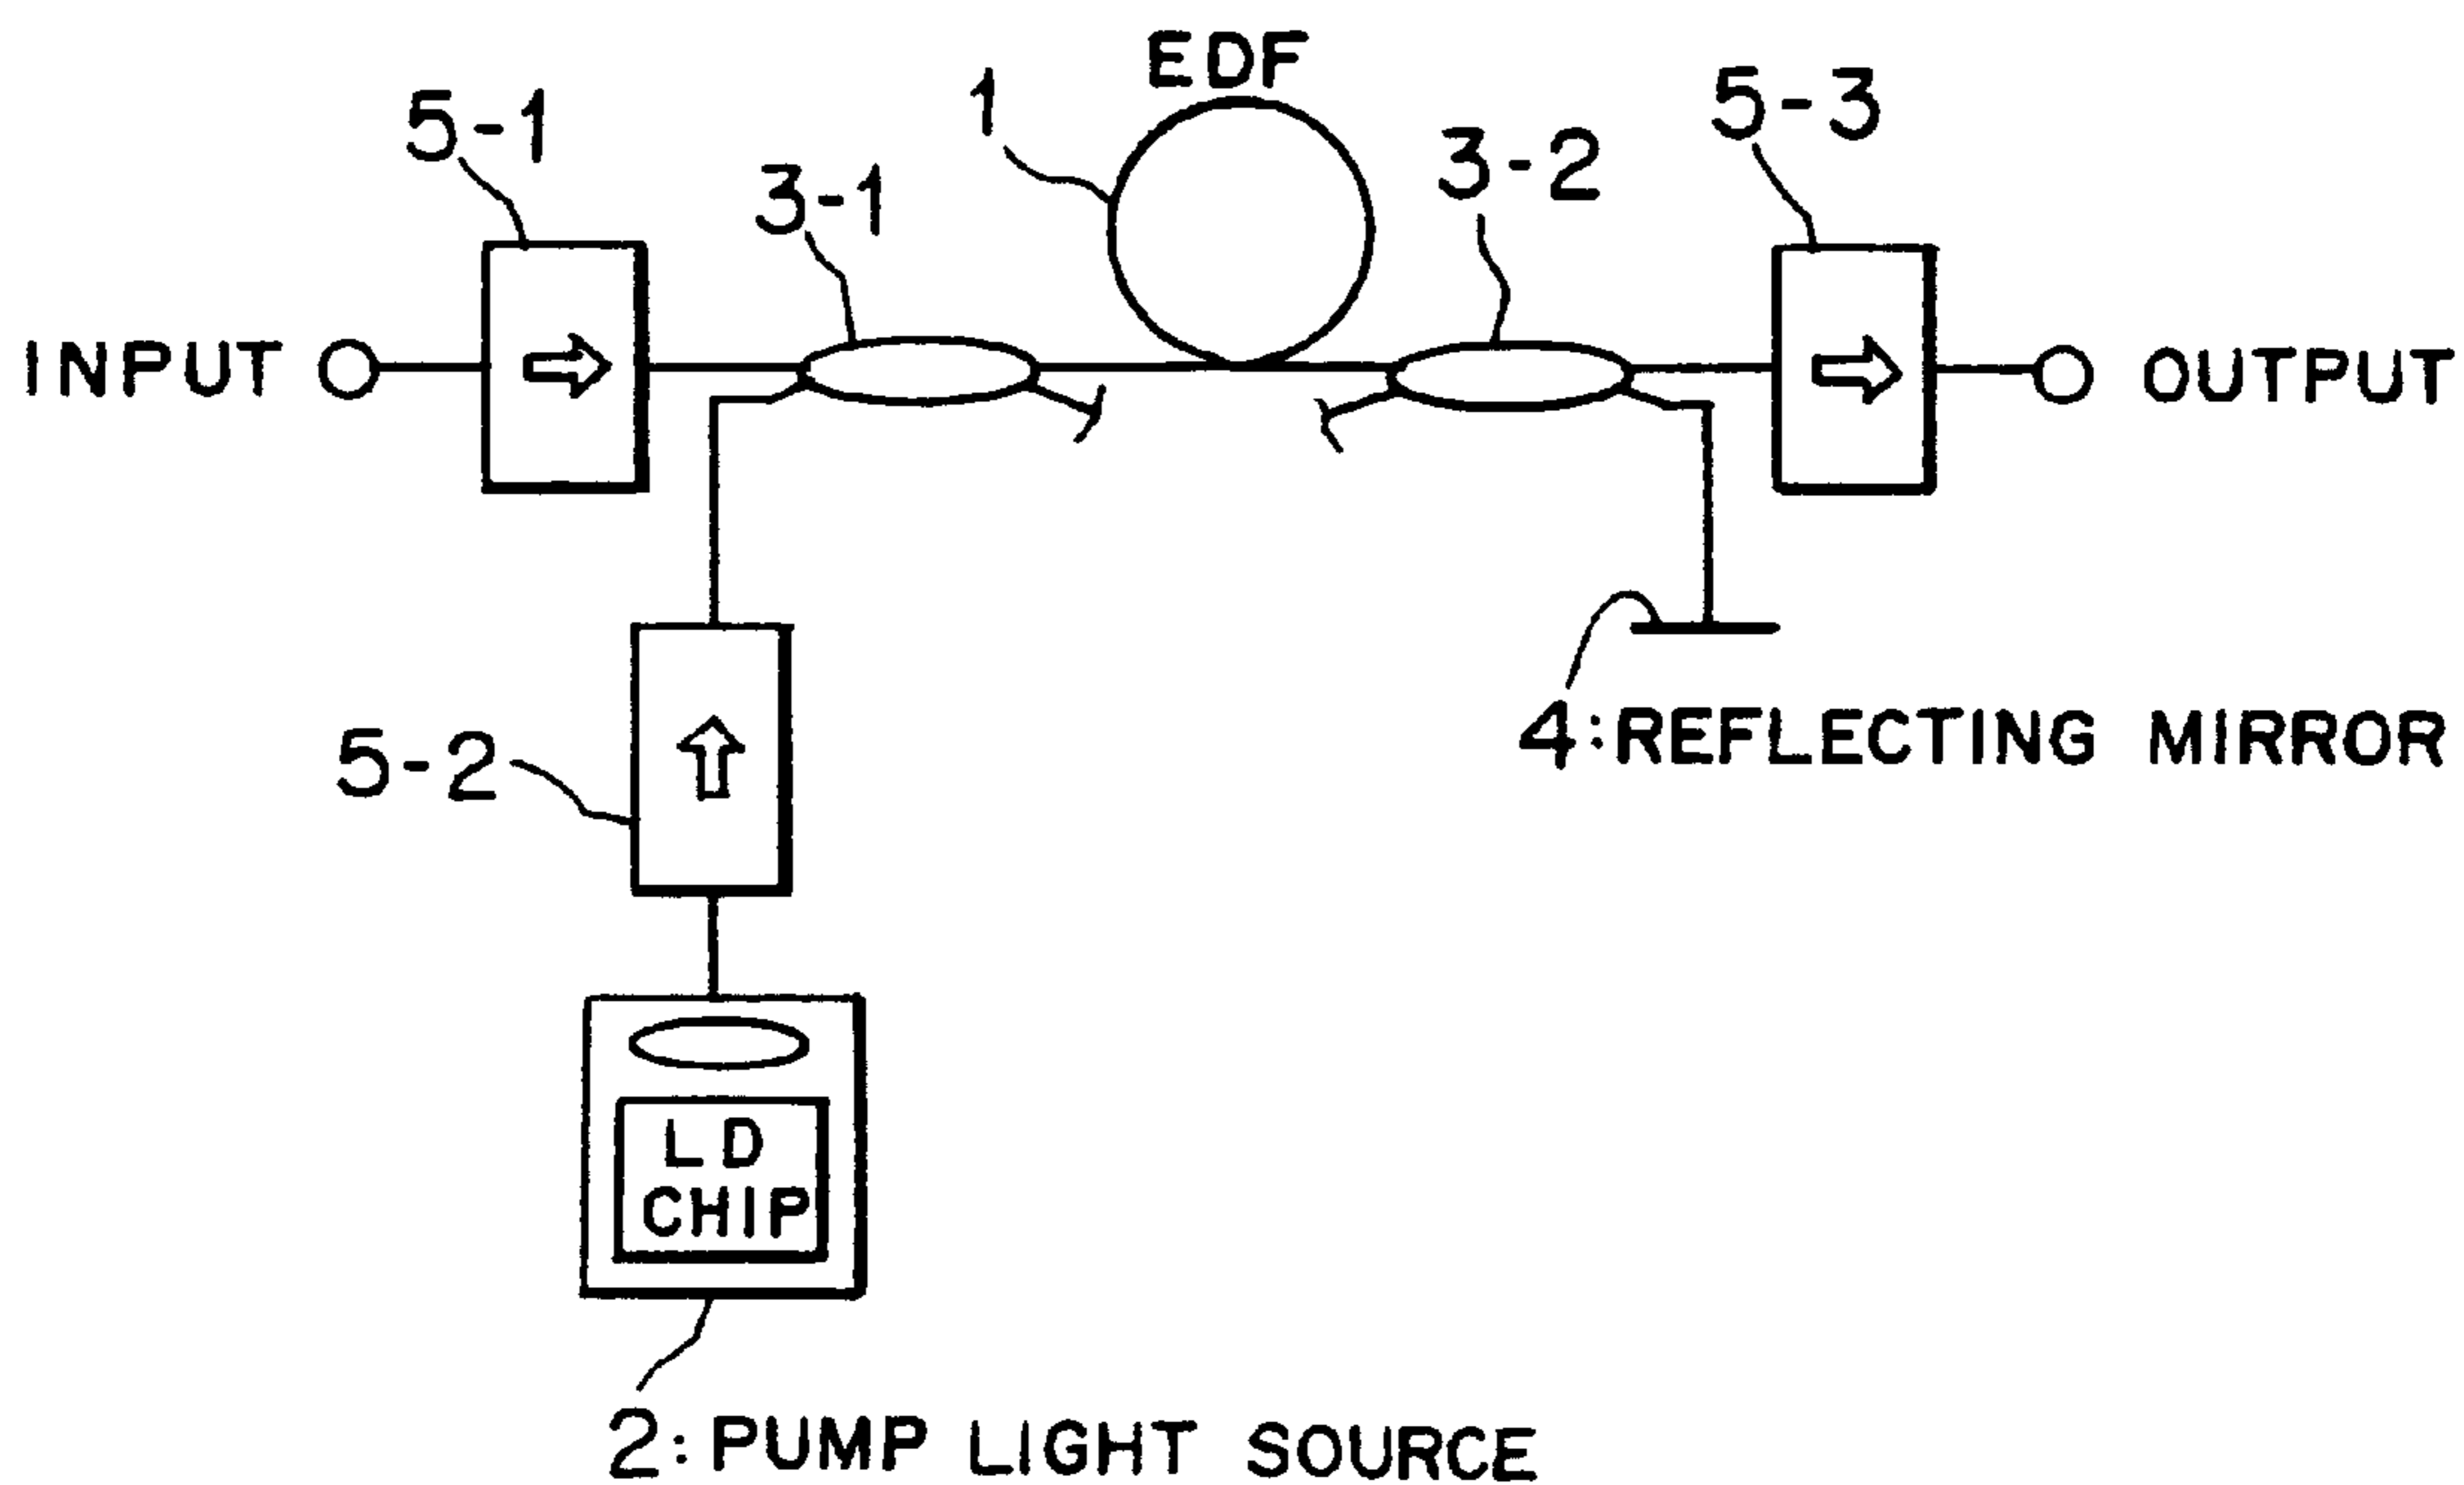 EDF
1
5-3
5-1
3-2
3-1
INPUT
OUTPUT
4:REFLECTING MIRROR
5-2
LD
CHIP
2:PUMP LIGHT SOURCE